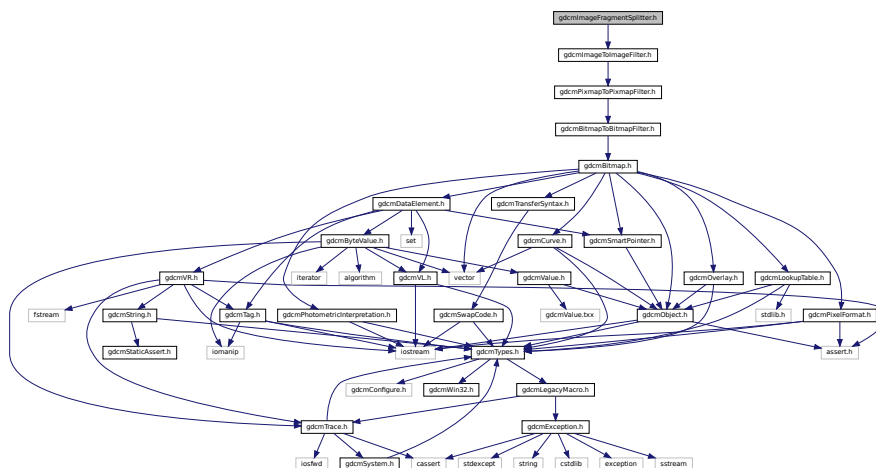 gdcmImageFragmentSplitter.h
gdcmImageToImageFilter.h
gdcmPixmapToPixmapFilter.h
gdcmBitmapToBitmapFilter.h
gdcmBitmap.h
gdcmDataElement.h
gdcmTransferSyntax.h
gdcmByteValue.h
set
gdcmCurve.h
gdcmSmartPointer.h
gdcmVR.h
iterator
algorithm
gdcmVL.h
vector
gdcmValue.h
gdcmOverlay.h
gdcmLookupTable.h
fstream
gdcmString.h
gdcmTag.h
gdcmPhotometricInterpretation.h
gdcmSwapCode.h
gdcmValue.txx
gdcmObject.h
stdlib.h
gdcmPixelFormat.h
gdcmStaticAssert.h
iomanip
iostream
gdcmTypes.h
assert.h
gdcmConfigure.h
gdcmWin32.h
gdcmLegacyMacro.h
gdcmTrace.h
gdcmException.h
iosfwd
gdcmSystem.h
cassert
stdexcept
string
cstdlib
exception
sstream